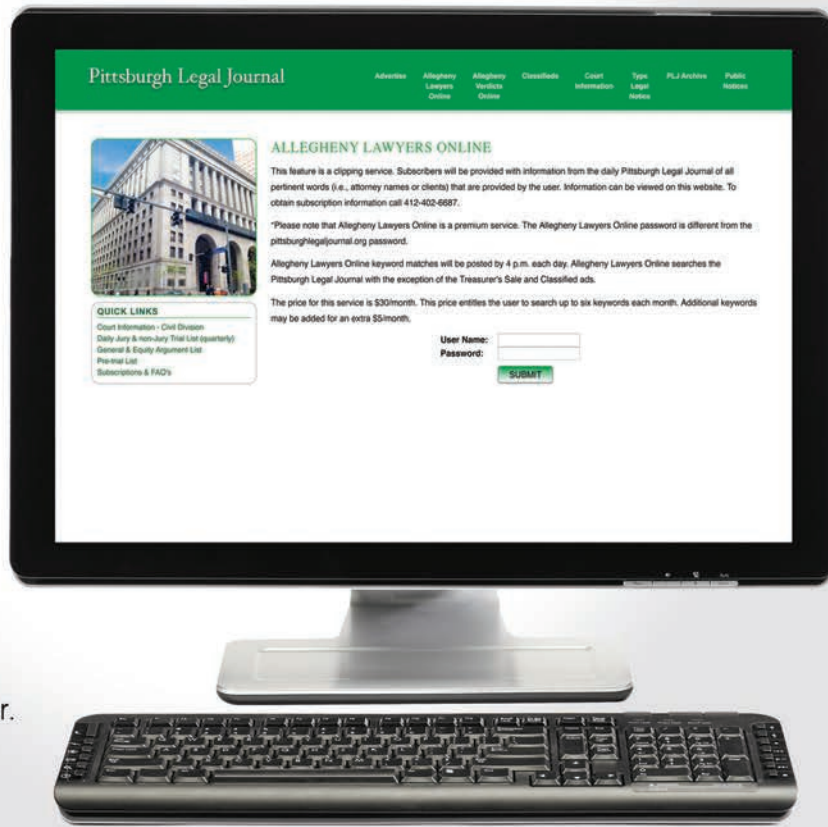 Pittsburgh Legal Journal
Advertise
Allegheny
Lawyers
Online
Allegheny
Verdicts
Online
Classifieds
Court
Information
Type
Legal
Notice
PLJ Archive
Public
Notices
ALLEGHENY LAWYERS ONLINE
This feature is a clipping service. Subscribers will be provided with information from the daily Pittsburgh Legal Journal of all
pertinent words (i.e., attorney names or clients) that are provided by the user. Information can be viewed on this website. To
obtain subscription information call 412-402-6687.
*Please note that Allegheny Lawyers Online is a premium service. The Allegheny Lawyers Online password is different from the
pittsburghlegaljournal.org password.
Allegheny Lawyers Online keyword matches will be posted by 4 p.m. each day. Allegheny Lawyers Online searches the
Pittsburgh Legal Journal with the exception of the Treasurer's Sale and Classified ads.
The price for this service is $30/month. This price entitles the user to search up to six keywords each month. Additional keywords
may be added for an extra $5/month.
QUICK LINKS
Court Information - Civil Division
Daily Jury & non-Jury Trial List (quarterly)
General & Equity Argument List
Pre-trial List
Subscriptions & FAQ's
User Name:
Password:
SUBMIT
r.